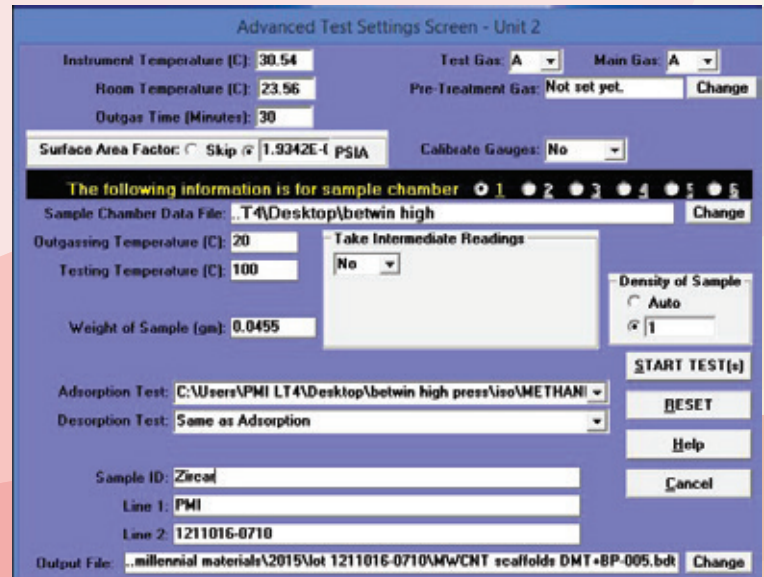 Advanced Test Settings Screen - Unit 2
Instrument Temperature (C): 30.54 Test Gas: A Main Gas: A
Room Temperature (C): 23.56 Pre-Treatment Gas: Not set yet. Change
Outgas Time (Minutes): 30
Surface Area Factor: Skip 1.9342E-( PSIA Calibrate Gauges: No
The following information is for sample chamber 1 2 3 4 5 6
Sample Chamber Data File: ..T4\Desktop\betwin high Change
Outgassing Temperature (C): 20 Take Intermediate Readings
Testing Temperature (C): 100 No
Density of Sample
Auto
Weight of Sample (gm): 0.0455 1
START TEST(s)
Adsorption Test: C:\Users\PMI LT4\Desktop\betwin high press\iso\METHANI
RESET
Desorption Test: Same as Adsorption
Help
Sample ID: Zircar
Cancel
Line 1: PMI
Line 2: 1211016-0710
Output File: ..millennial materials\2015\lot 1211016-0710\MWCNT scaffolds DMT+BP-005.bdt Change